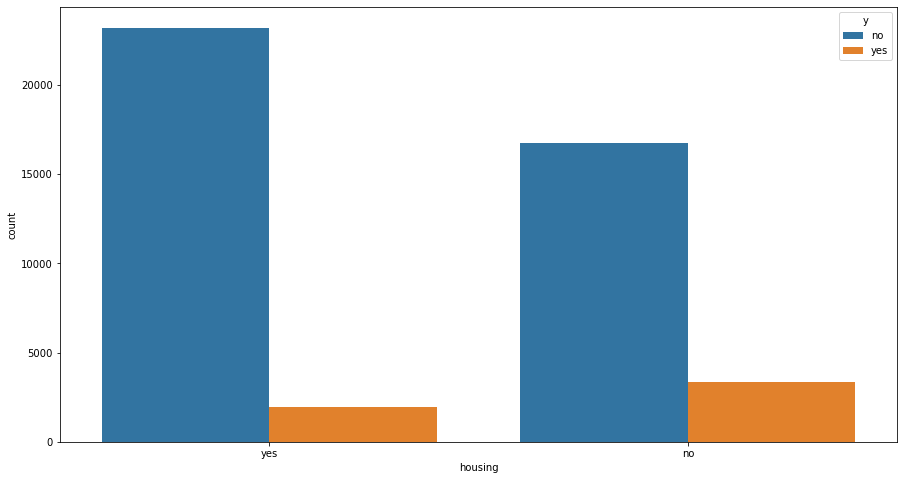 y
no
yes
20000
15000
10000
5000
0
count
yes
no
housing